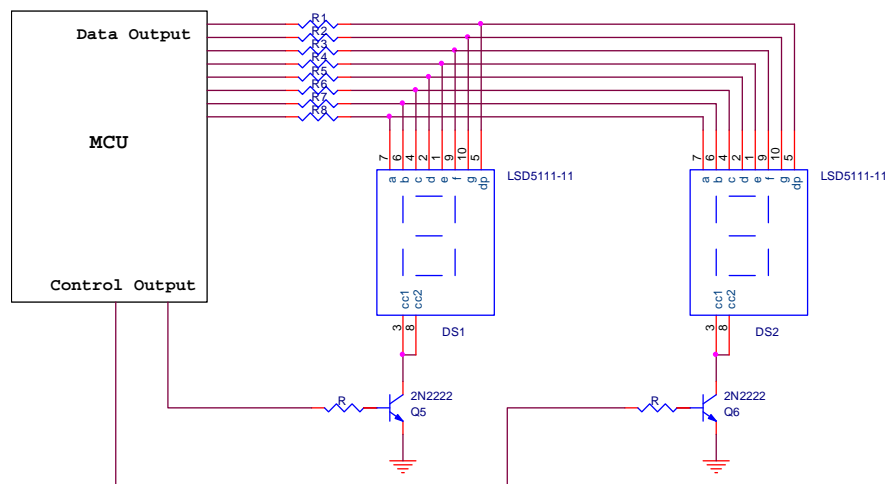 R1
Data Output
R2
R3
R4
R5
R6
R7
R8
MCU
7 6 4 2 1 9 10 5
a b c d e f g dp
LSD5111-11
7 6 4 2 1 9 10 5
a b c d e f g dp
LSD5111-11
Control Output
cc1 cc2
3 8
DS1
cc1 cc2
3 8
DS2
R
2N2222
Q5
R
2N2222
Q6